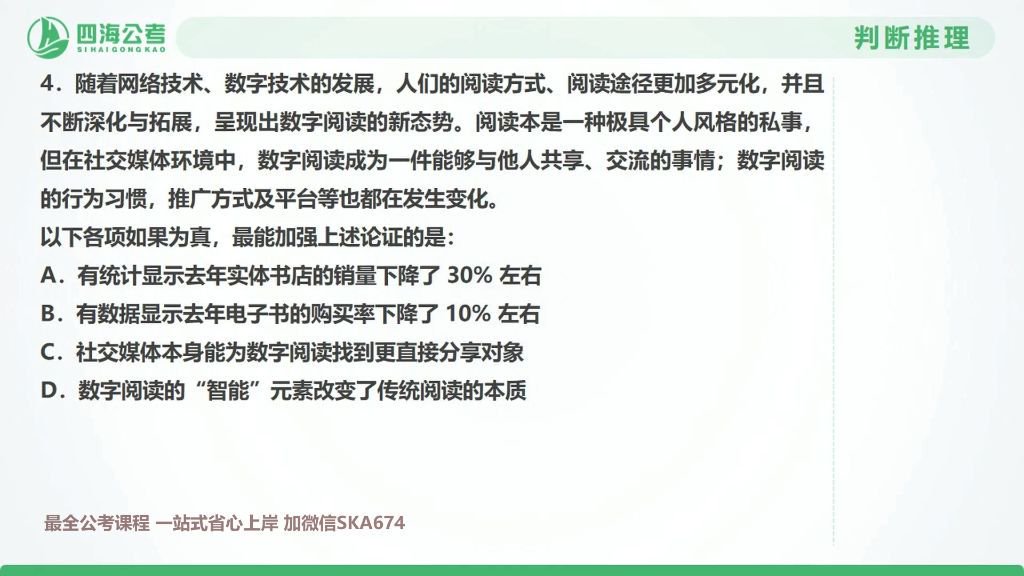 四海公考
SIHAIGONGKAO
判断推理
4．随着网络技术、数字技术的发展，人们的阅读方式、阅读途径更加多元化，并且
不断深化与拓展，呈现出数字阅读的新态势。阅读本是一种极具个人风格的私事，
但在社交媒体环境中，数字阅读成为一件能够与他人共享、交流的事情；数字阅读
的行为习惯，推广方式及平台等也都在发生变化。
以下各项如果为真，最能加强上述论证的是：
A．有统计显示去年实体书店的销量下降了 30% 左右
B．有数据显示去年电子书的购买率下降了 10% 左右
C．社交媒体本身能为数字阅读找到更直接分享对象
D．数字阅读的“智能”元素改变了传统阅读的本质
最全公考课程 一站式省心上岸 加微信SKA674